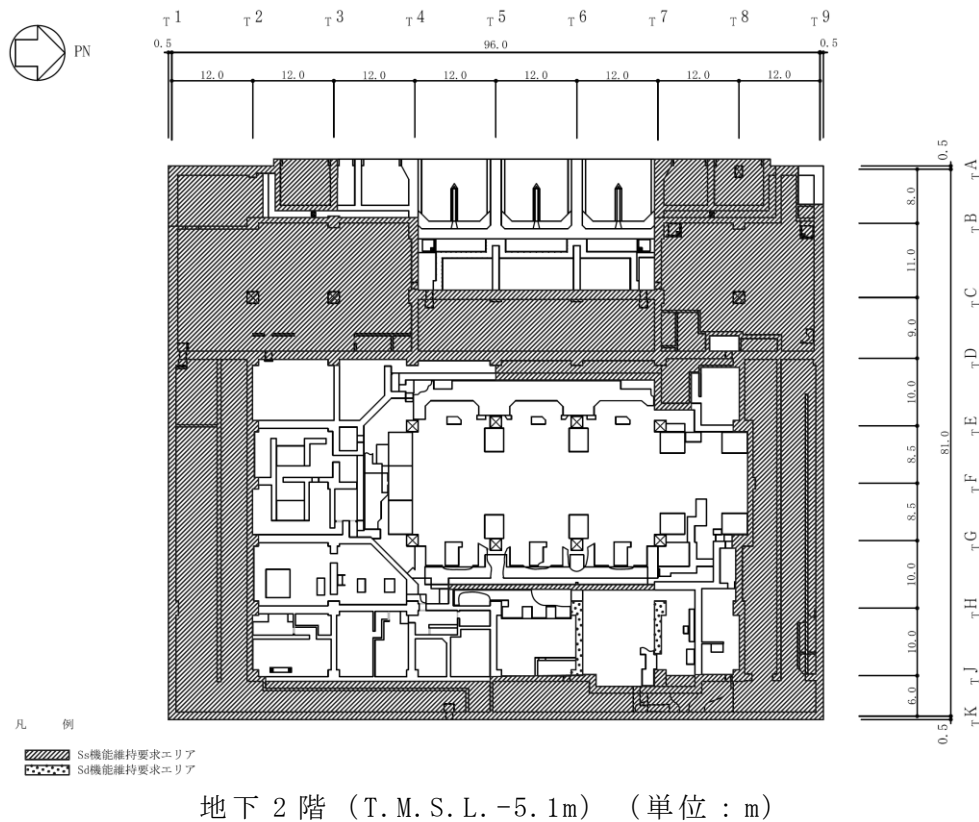 T1 T2 T3 T4 T5 T6 T7 T8 T9
PN
0.5 96.0 0.5
12.0 12.0 12.0 12.0 12.0 12.0 12.0 12.0
0.5
TA
8.0
TB
11.0
TC
9.0
TD
10.0
TE
8.5
81.0
TF
8.5
TG
10.0
TH
10.0
TJ
6.0
TK
0.5
凡 例
Ss機能維持要求エリア
Sd機能維持要求エリア
地下2階 (T.M.S.L.-5.1m) (単位:m)